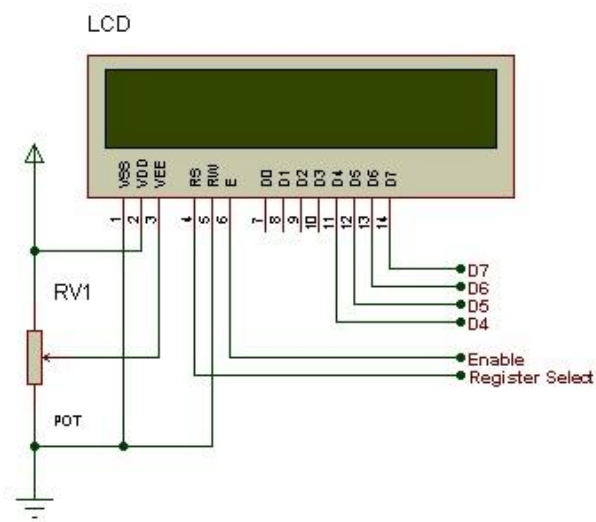 LCD
VSS VDD VEE RS RW E D0 D1 D2 D3 D4 D5 D6 D7
1 2 3 4 5 6 7 8 9 10 11 12 13 14
D7
D6
RV1
D5
D4
Enable
Register Select
POT